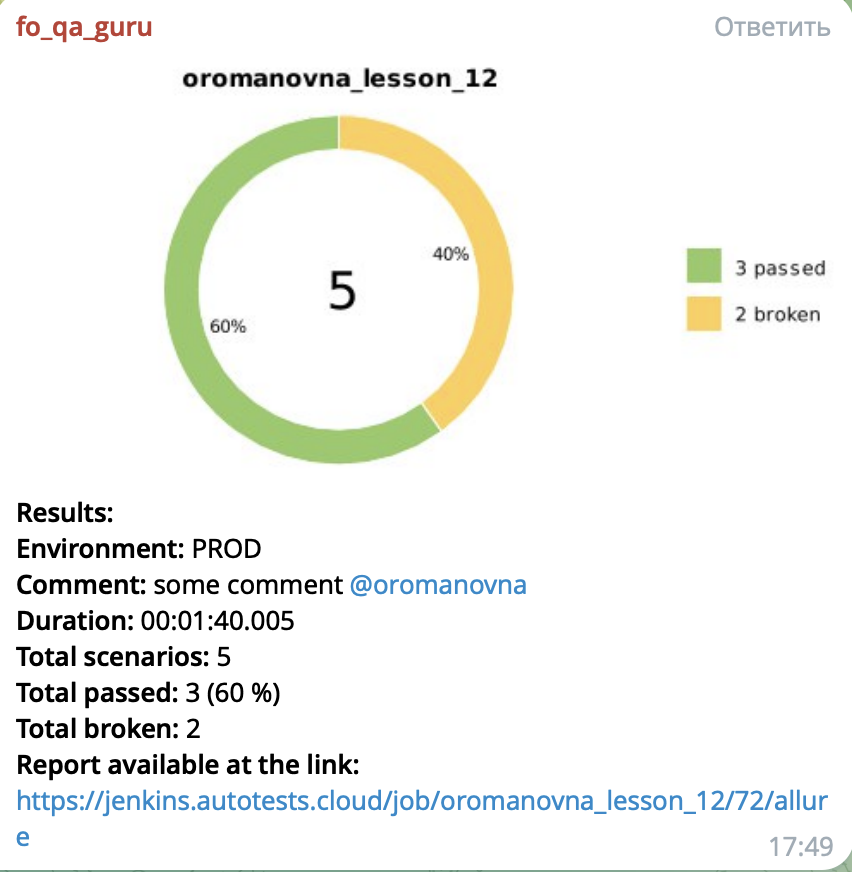 fo_qa_guru Ответить
oromanovna_lesson_12
40%
5
60%
3 passed
2 broken
Results:
Environment: PROD
Comment: some comment @oromanovna
Duration: 00:01:40.005
Total scenarios: 5
Total passed: 3 (60 %)
Total broken: 2
Report available at the link:
https://jenkins.autotests.cloud/job/oromanovna_lesson_12/72/allur
e 17:49